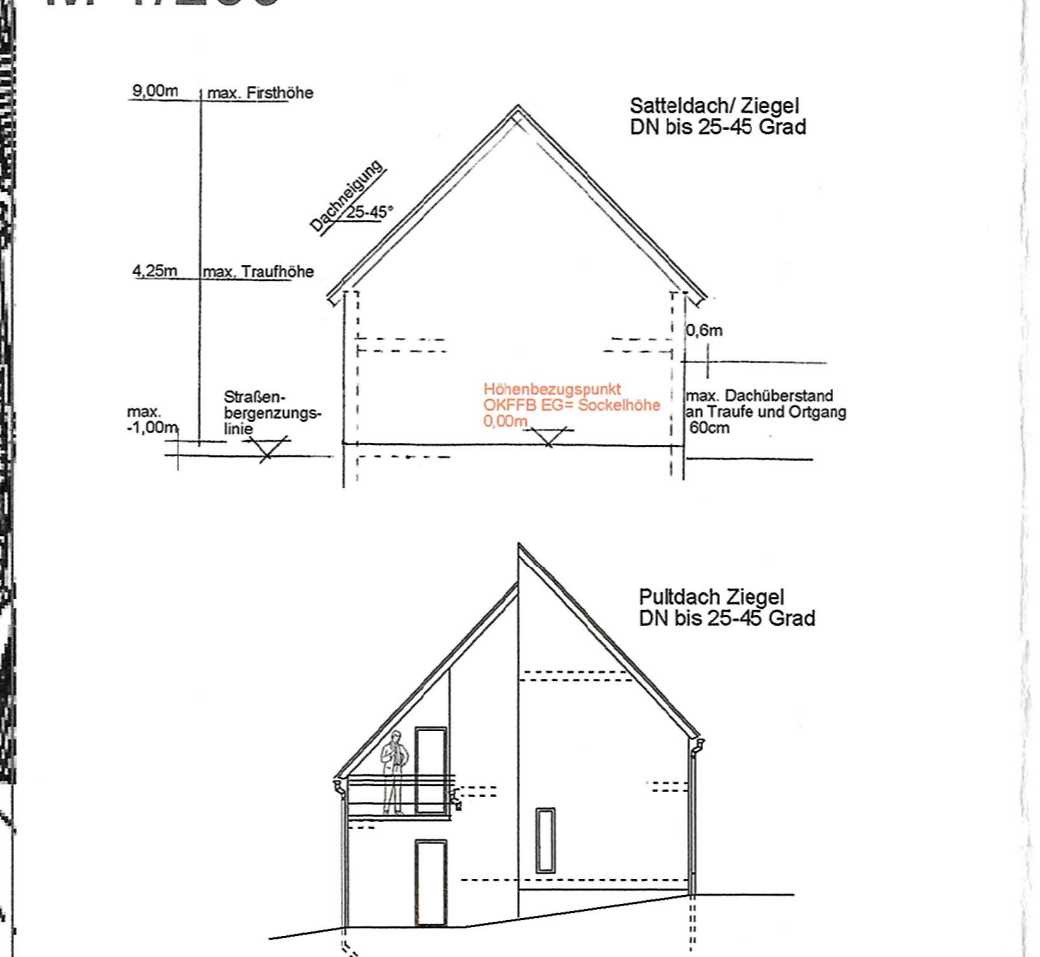 9,00m max. Firsthöhe
Satteldach/ Ziegel
DN bis 25-45 Grad
Dachneigung
25-45°
4,25m max. Traufhöhe
0,6m
Höhenbezugspunkt
OKFFB EG= Sockelhöhe
0,00m
Straßen-
bergenzungs-
linie
max.
-1,00m
max. Dachüberstand
an Traufe und Ortgang
60cm
Pultdach Ziegel
DN bis 25-45 Grad